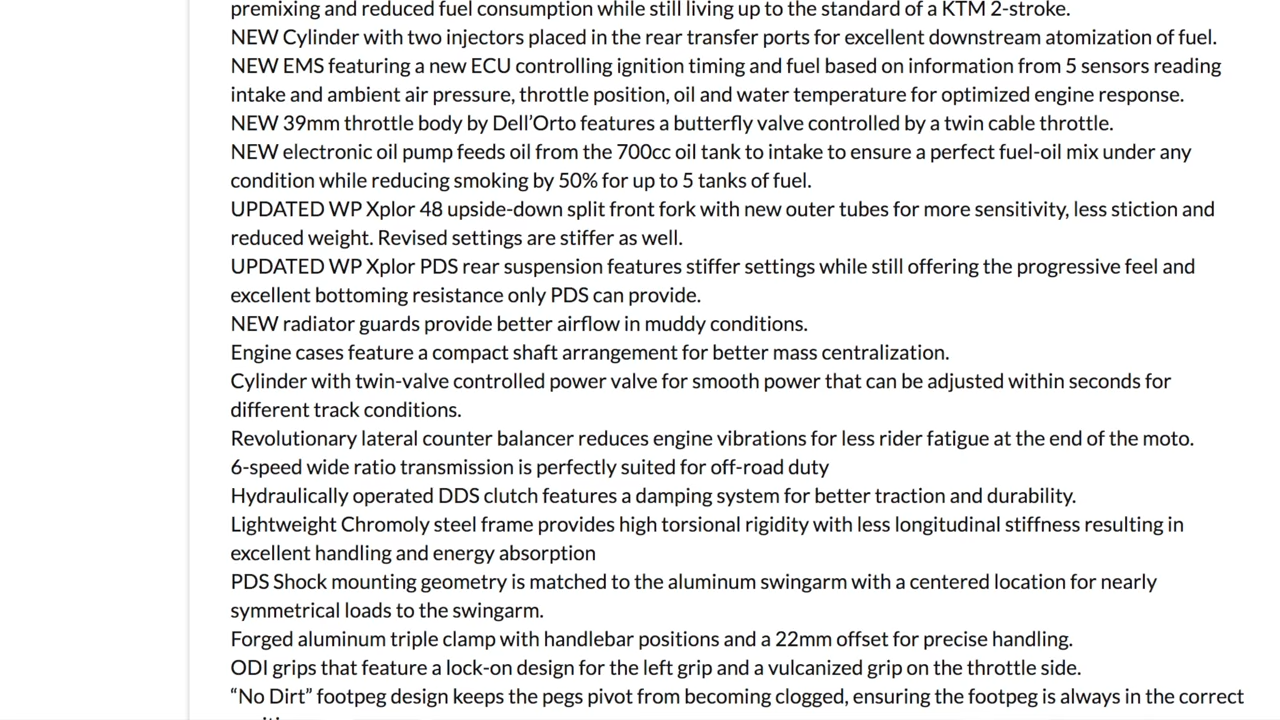 premixing and reduced fuel consumption while still living up to the standard of a KTM 2-stroke.
NEW Cylinder with two injectors placed in the rear transfer ports for excellent downstream atomization of fuel.
NEW EMS featuring a new ECU controlling ignition timing and fuel based on information from 5 sensors reading
intake and ambient air pressure, throttle position, oil and water temperature for optimized engine response.
NEW 39mm throttle body by Dell’Orto features a butterfly valve controlled by a twin cable throttle.
NEW electronic oil pump feeds oil from the 700cc oil tank to intake to ensure a perfect fuel-oil mix under any
condition while reducing smoking by 50% for up to 5 tanks of fuel.
UPDATED WP Xplor 48 upside-down split front fork with new outer tubes for more sensitivity, less stiction and
reduced weight. Revised settings are stiffer as well.
UPDATED WP Xplor PDS rear suspension features stiffer settings while still offering the progressive feel and
excellent bottoming resistance only PDS can provide.
NEW radiator guards provide better airflow in muddy conditions.
Engine cases feature a compact shaft arrangement for better mass centralization.
Cylinder with twin-valve controlled power valve for smooth power that can be adjusted within seconds for
different track conditions.
Revolutionary lateral counter balancer reduces engine vibrations for less rider fatigue at the end of the moto.
6-speed wide ratio transmission is perfectly suited for off-road duty
Hydraulically operated DDS clutch features a damping system for better traction and durability.
Lightweight Chromoly steel frame provides high torsional rigidity with less longitudinal stiffness resulting in
excellent handling and energy absorption
PDS Shock mounting geometry is matched to the aluminum swingarm with a centered location for nearly
symmetrical loads to the swingarm.
Forged aluminum triple clamp with handlebar positions and a 22mm offset for precise handling.
ODI grips that feature a lock-on design for the left grip and a vulcanized grip on the throttle side.
“No Dirt” footpeg design keeps the pegs pivot from becoming clogged, ensuring the footpeg is always in the correct